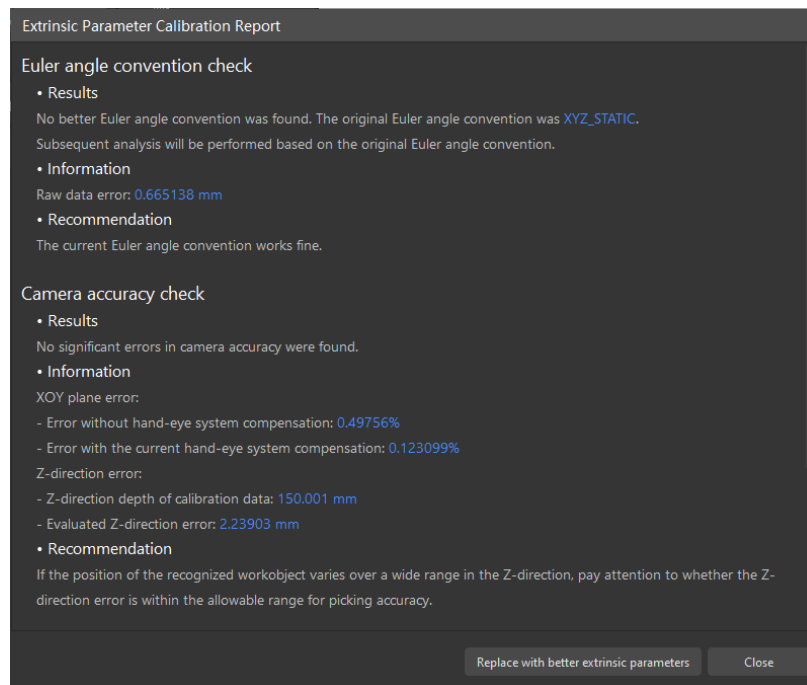 Extrinsic Parameter Calibration Report
Euler angle convention check
• Results
No better Euler angle convention was found. The original Euler angle convention was XYZ_STATIC.
Subsequent analysis will be performed based on the original Euler angle convention.
• Information
Raw data error: 0.665138 mm
• Recommendation
The current Euler angle convention works fine.
Camera accuracy check
• Results
No significant errors in camera accuracy were found.
• Information
XOY plane error:
- Error without hand-eye system compensation: 0.49756%
- Error with the current hand-eye system compensation: 0.123099%
Z-direction error:
- Z-direction depth of calibration data: 150.001 mm
- Evaluated Z-direction error: 2.23903 mm
• Recommendation
If the position of the recognized workobject varies over a wide range in the Z-direction, pay attention to whether the Z-
direction error is within the allowable range for picking accuracy.
Replace with better extrinsic parameters Close